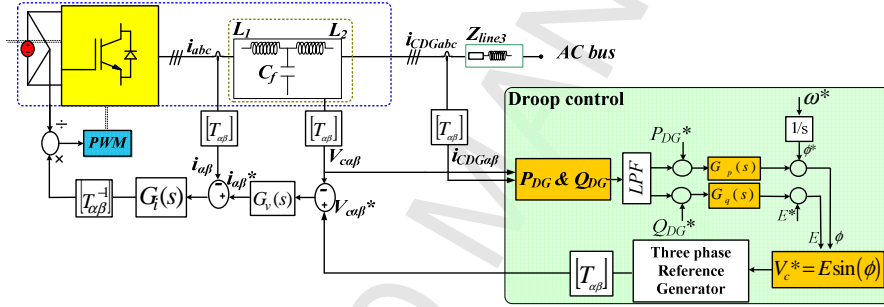 L₁ L₂
i_abc
C_f
i_CDGabc
Z_line3
AC bus
[T_αβ]
[T_αβ]
[T_αβ]
÷
×
PWM
i_αβ
V_cαβ
i_CDGαβ
[T_αβ]⁻¹
G_i(s)
i_αβ*
G_v(s)
V_cαβ*
- +
- +
Droop control
ω*
1/s
ϕ*
P_DG*
P_DG & Q_DG
LPF
G_p(s)
G_q(s)
Q_DG*
E*
E
ϕ
V_c* = E sin(ϕ)
Three phase
Reference
Generator
[T_αβ]
D MAN